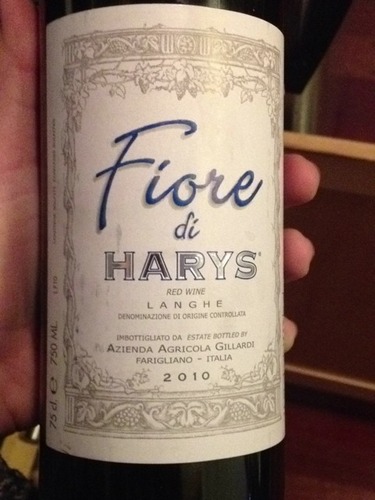 Fiore
di
HARYS
RED WINE
LANGHE
DENOMINAZIONE DI ORIGINE CONTROLLATA
IMBOTTIGLIATO DA ESTATE BOTTLED BY
AZIENDA AGRICOLA GILLARDI
FARIGLIANO - ITALIA
2010
75 cl. e 750 ML.